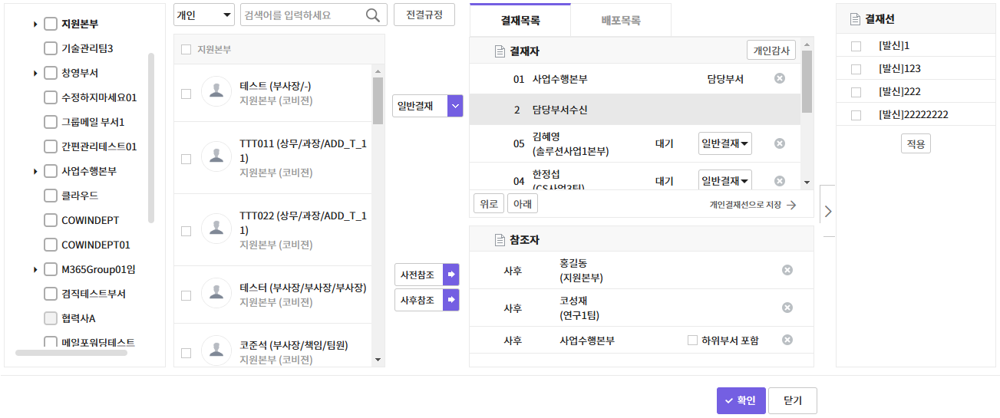 지원본부
기술관리팀3
창영부서
수정하지마세요01
그룹메일 부서1
간편관리테스트01
사업수행본부
클라우드
COWINDEPT
COWINDEPT01
M365Group01임
겸직테스트부서
협력사A
메일포워딩테스트
개인
검색어를 입력하세요
전결규정
지원본부
테스트 (부사장/-)
지원본부 (코비젼)
TTT011 (상무/과장/ADD_T_1
1)
지원본부 (코비젼)
TTT022 (상무/과장/ADD_T_1
1)
지원본부 (코비젼)
테스터 (부사장/부사장/부사장)
지원본부 (코비젼)
코준석 (부사장/책임/팀원)
지원본부 (코비젼)
일반결재
사전참조
사후참조
결재목록 배포목록
결재자 개인감사
01 사업수행본부 담당부서
2 담당부서수신
05 김혜영 대기 일반결재
(솔루션사업1본부)
04 한정섭 대기 일반결재
(CS사업3팀)
위로 아래 개인결재선으로 저장
참조자
사후 홍길동
(지원본부)
사후 코성재
(연구1팀)
사후 사업수행본부 하위부서 포함
결재선
[발신]1
[발신]123
[발신]222
[발신]22222222
적용
확인 닫기